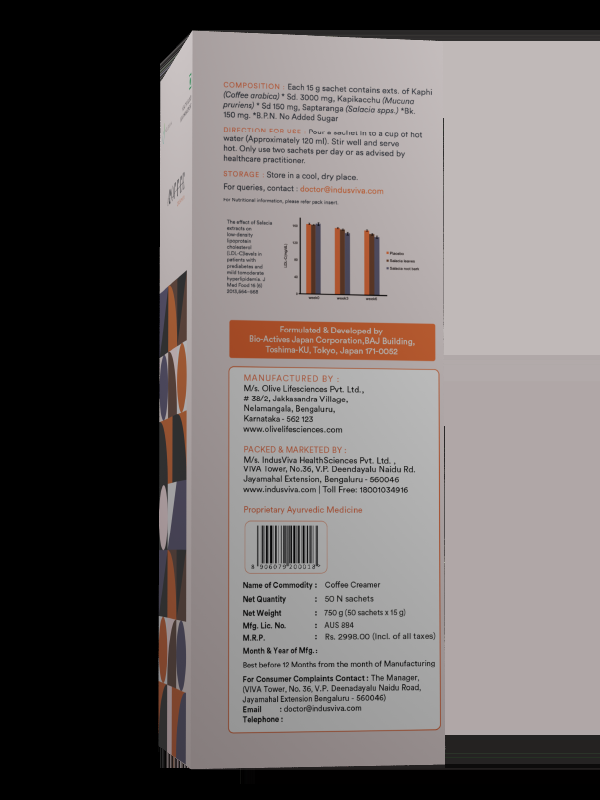 COMPOSITION : Each 15 g sachet contains exts. of Kaphi
(Coffee arabica) * Sd. 3000 mg, Kapikacchu (Mucuna
pruriens) * Sd 150 mg, Saptaranga (Salacia spps.) *Bk.
150 mg. *B.P.N. No Added Sugar
DIRECTION FOR USE : Pour a sachet in to a cup of hot
water (Approximately 120 ml). Stir well and serve
hot. Only use two sachets per day or as advised by
healthcare practitioner.
STORAGE : Store in a cool, dry place.
For queries, contact : doctor@indusviva.com
For Nutritional information, please refer pack insert.
The effect of Salacia
extracts on
low-density
lipoprotein
cholesterol
(LDL-C)levels in
patients with
prediabetes and
mild tomoderate
hyperlipidemia. J
Med Food 16 (6)
2013,564-568
LDL-C(mg/dL)
week0 week3 week6
Placebo
Salacia leaves
Salacia root bark
Formulated & Developed by
Bio-Actives Japan Corporation,BAJ Building,
Toshima-KU, Tokyo, Japan 171-0052
MANUFACTURED BY :
M/s. Olive Lifesciences Pvt. Ltd.,
# 38/2, Jakkasandra Village,
Nelamangala, Bengaluru,
Karnataka - 562 123
www.olivelifesciences.com
PACKED & MARKETED BY :
M/s. IndusViva HealthSciences Pvt. Ltd. ,
VIVA Tower, No.36, V.P. Deendayalu Naidu Rd.
Jayamahal Extension, Bengaluru - 560046
www.indusviva.com | Toll Free: 18001034916
Proprietary Ayurvedic Medicine
8 906079 200018
Name of Commodity : Coffee Creamer
Net Quantity : 50 N sachets
Net Weight : 750 g (50 sachets x 15 g)
Mfg. Lic. No. : AUS 884
M.R.P. : Rs. 2998.00 (Incl. of all taxes)
Month & Year of Mfg. :
Best before 12 Months from the month of Manufacturing
For Consumer Complaints Contact : The Manager,
(VIVA Tower, No. 36, V.P. Deendayalu Naidu Road,
Jayamahal Extension Bengaluru - 560046)
Email : doctor@indusviva.com
Telephone :